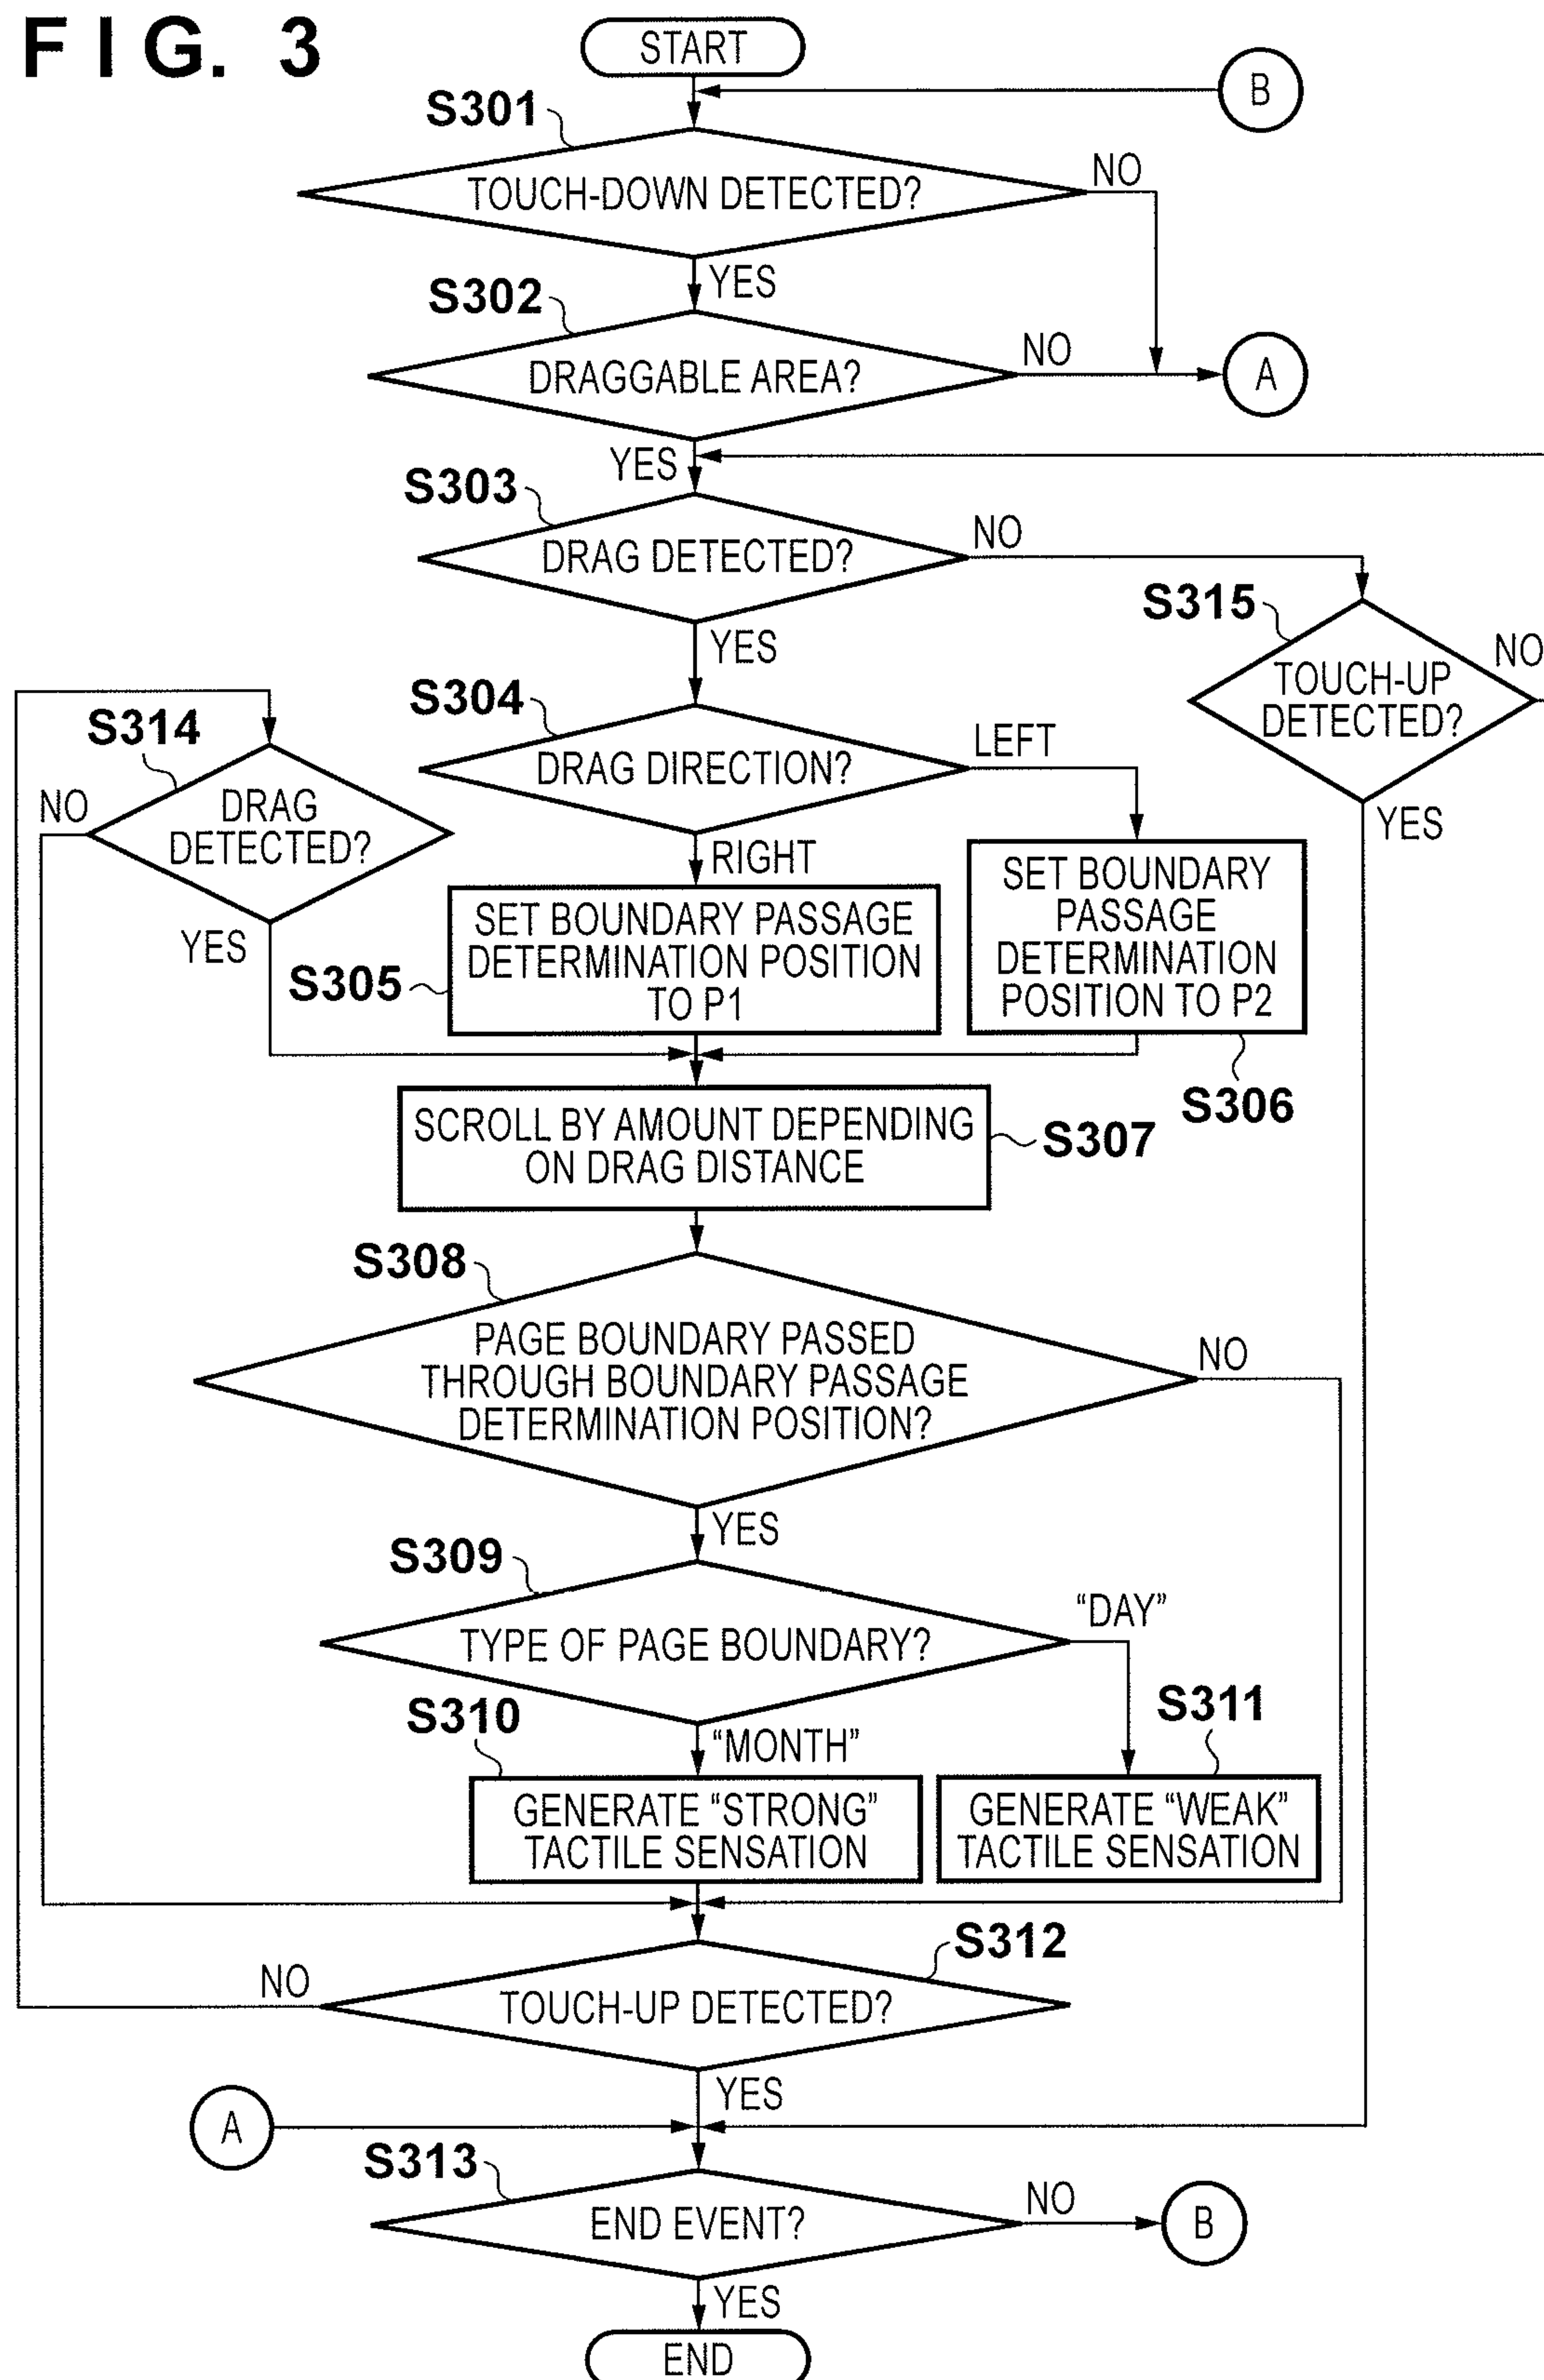 FIG. 3
START
B
S301
TOUCH-DOWN DETECTED?
NO
YES
S302
DRAGGABLE AREA?
NO
A
YES
S303
DRAG DETECTED?
NO
YES
S315
TOUCH-UP
DETECTED?
NO
YES
S304
DRAG DIRECTION?
LEFT
RIGHT
S314
DRAG
DETECTED?
NO
YES
S305
SET BOUNDARY PASSAGE
DETERMINATION POSITION
TO P1
SET BOUNDARY
PASSAGE
DETERMINATION
POSITION TO P2
S306
SCROLL BY AMOUNT DEPENDING
ON DRAG DISTANCE
S307
S308
PAGE BOUNDARY PASSED
THROUGH BOUNDARY PASSAGE
DETERMINATION POSITION?
NO
YES
S309
TYPE OF PAGE BOUNDARY?
“DAY”
“MONTH”
S310
GENERATE “STRONG”
TACTILE SENSATION
S311
GENERATE “WEAK”
TACTILE SENSATION
S312
TOUCH-UP DETECTED?
NO
YES
A
S313
END EVENT?
NO
B
YES
END